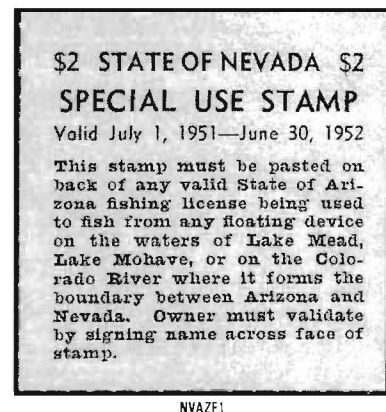 $2 STATE OF NEVADA $2
SPECIAL USE STAMP
Valid July 1, 1951—June 30, 1952
This stamp must be pasted on
back of any valid State of Ari-
zona fishing license being used
to fish from any floating device
on the waters of Lake Mead,
Lake Mohave, or on the Colo-
rado River where it forms the
boundary between Arizona and
Nevada. Owner must validate
by signing name across face of
stamp.
NVAZF1